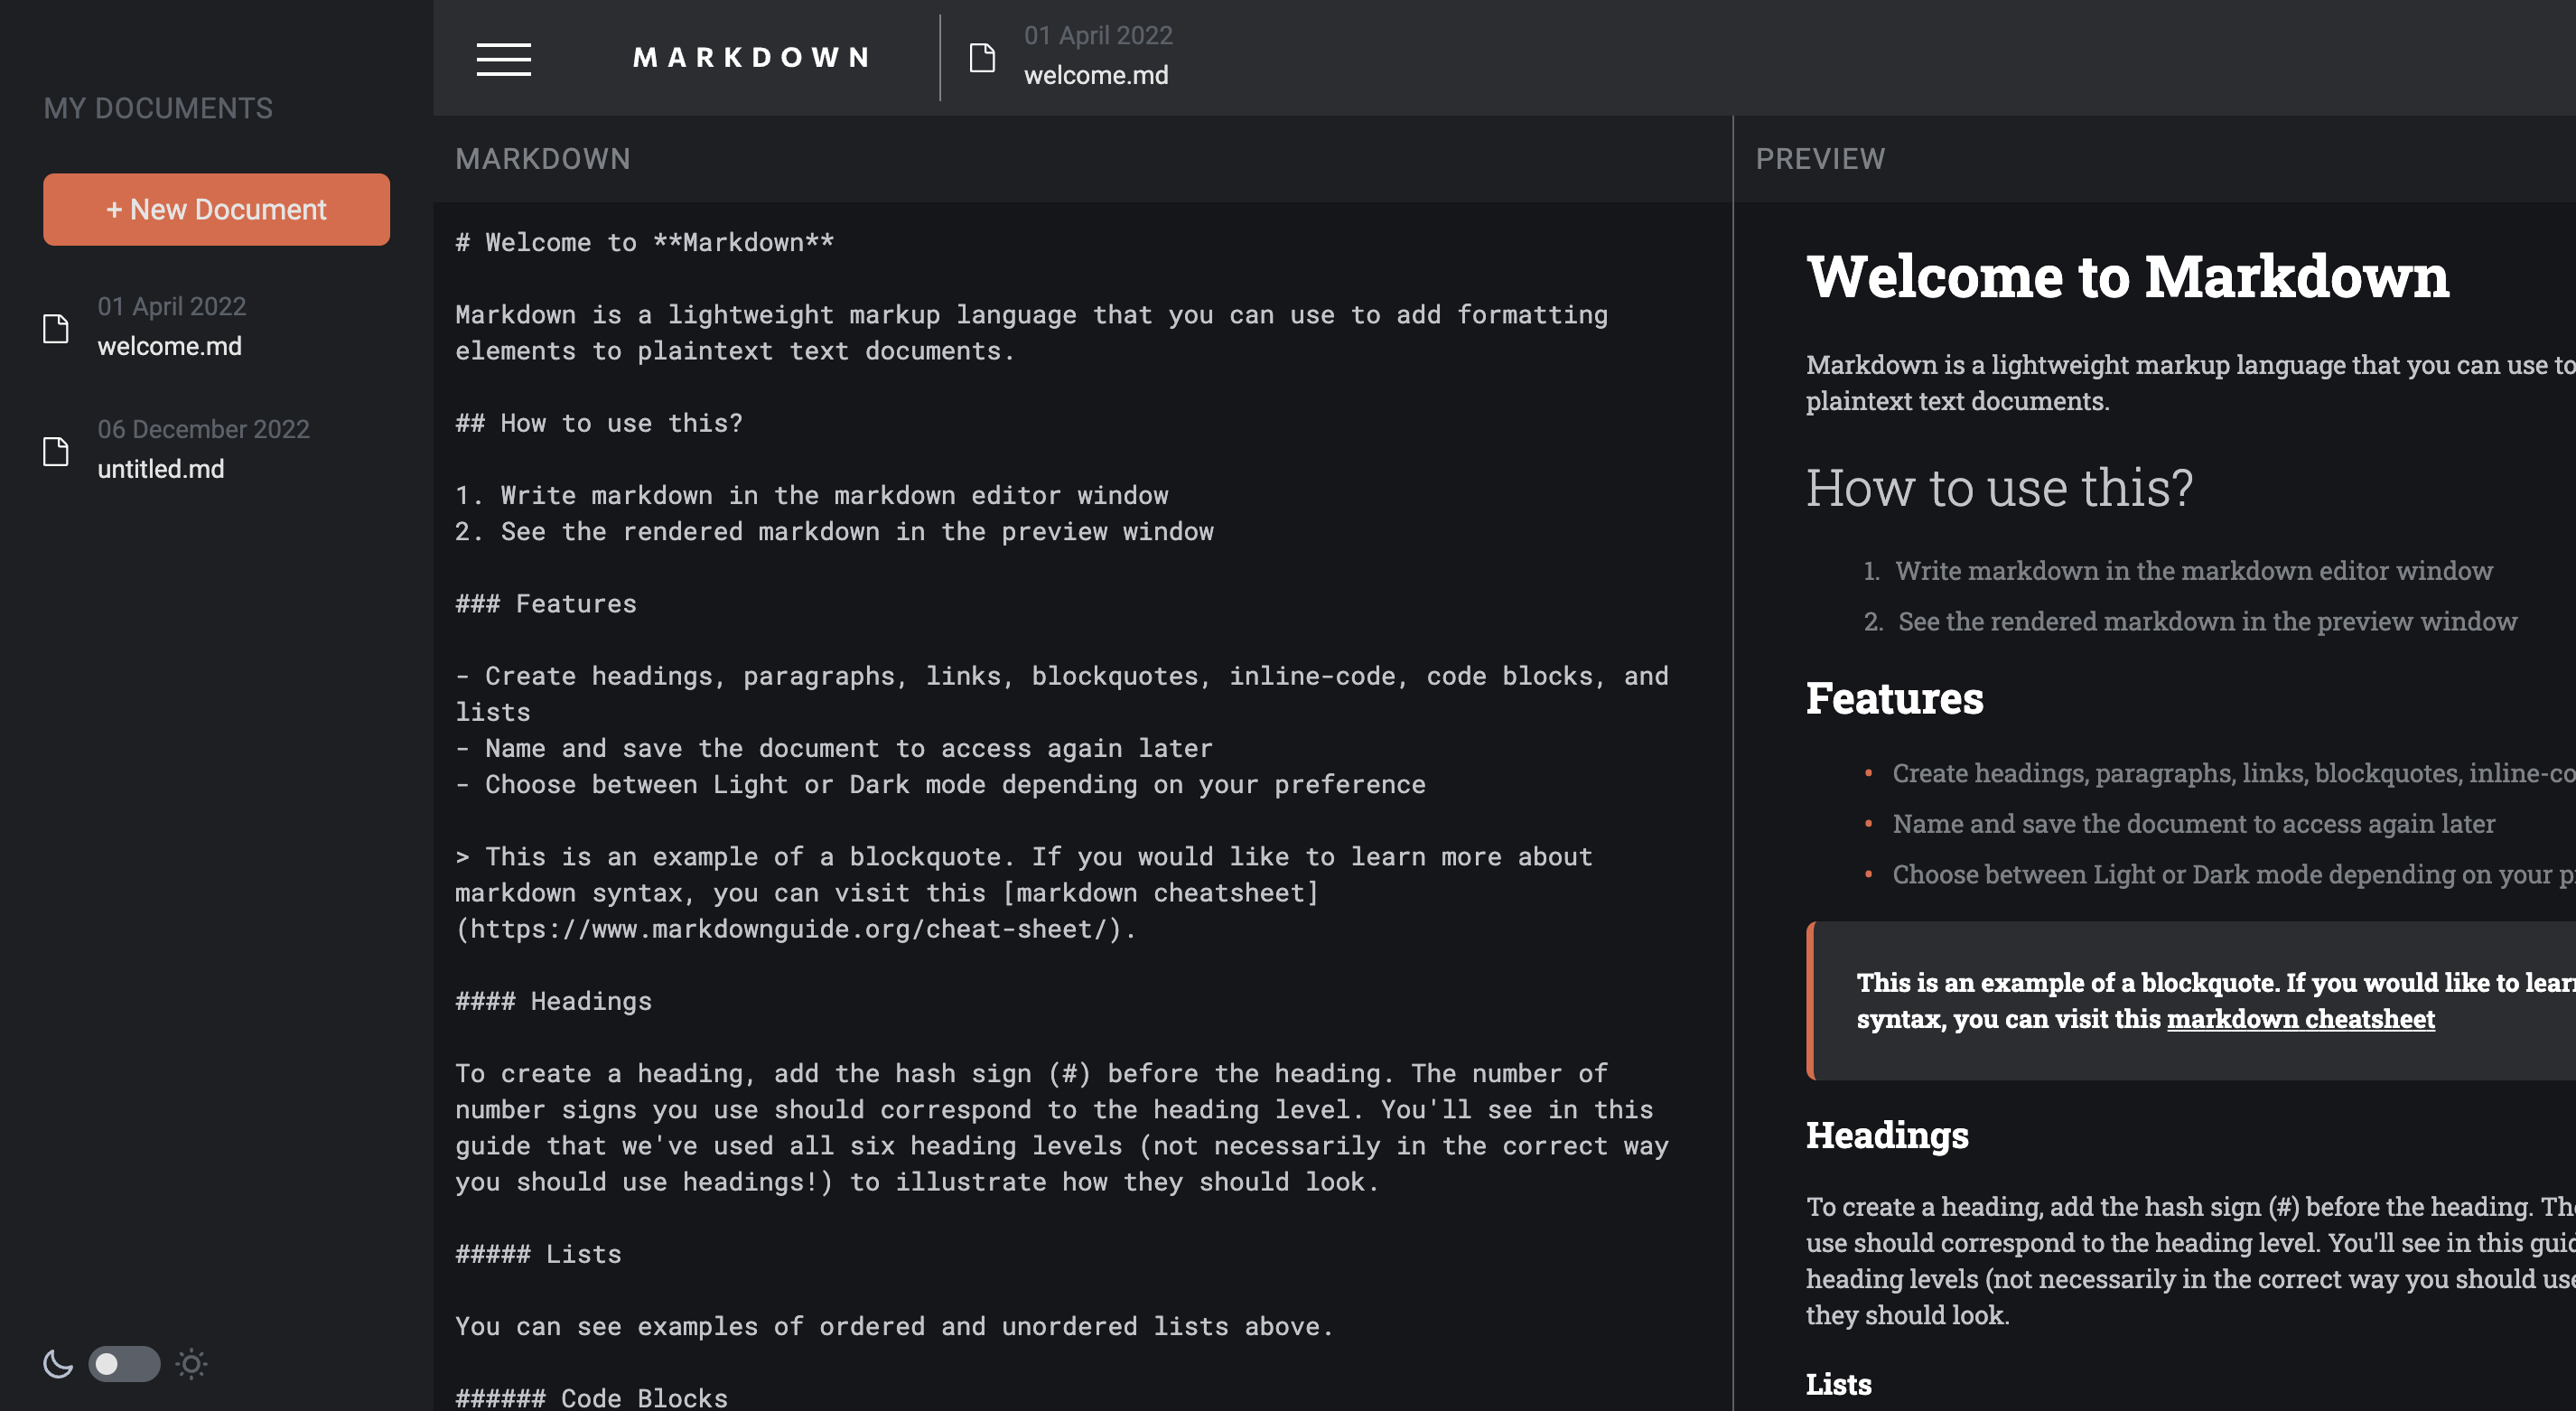 MY DOCUMENTS
+ New Document
01 April 2022
welcome.md
06 December 2022
untitled.md
MARKDOWN
01 April 2022
welcome.md
MARKDOWN
# Welcome to **Markdown**
Markdown is a lightweight markup language that you can use to add formatting
elements to plaintext text documents.
## How to use this?
1. Write markdown in the markdown editor window
2. See the rendered markdown in the preview window
### Features
- Create headings, paragraphs, links, blockquotes, inline-code, code blocks, and
lists
- Name and save the document to access again later
- Choose between Light or Dark mode depending on your preference
> This is an example of a blockquote. If you would like to learn more about
markdown syntax, you can visit this [markdown cheatsheet]
(https://www.markdownguide.org/cheat-sheet/).
#### Headings
To create a heading, add the hash sign (#) before the heading. The number of
number signs you use should correspond to the heading level. You'll see in this
guide that we've used all six heading levels (not necessarily in the correct way
you should use headings!) to illustrate how they should look.
##### Lists
You can see examples of ordered and unordered lists above.
###### Code Blocks
PREVIEW
Welcome to Markdown
Markdown is a lightweight markup language that you can use to
plaintext text documents.
How to use this?
1. Write markdown in the markdown editor window
2. See the rendered markdown in the preview window
Features
• Create headings, paragraphs, links, blockquotes, inline-co
• Name and save the document to access again later
• Choose between Light or Dark mode depending on your p
This is an example of a blockquote. If you would like to lear
syntax, you can visit this markdown cheatsheet
Headings
To create a heading, add the hash sign (#) before the heading. The
use should correspond to the heading level. You'll see in this guid
heading levels (not necessarily in the correct way you should use
they should look.
Lists